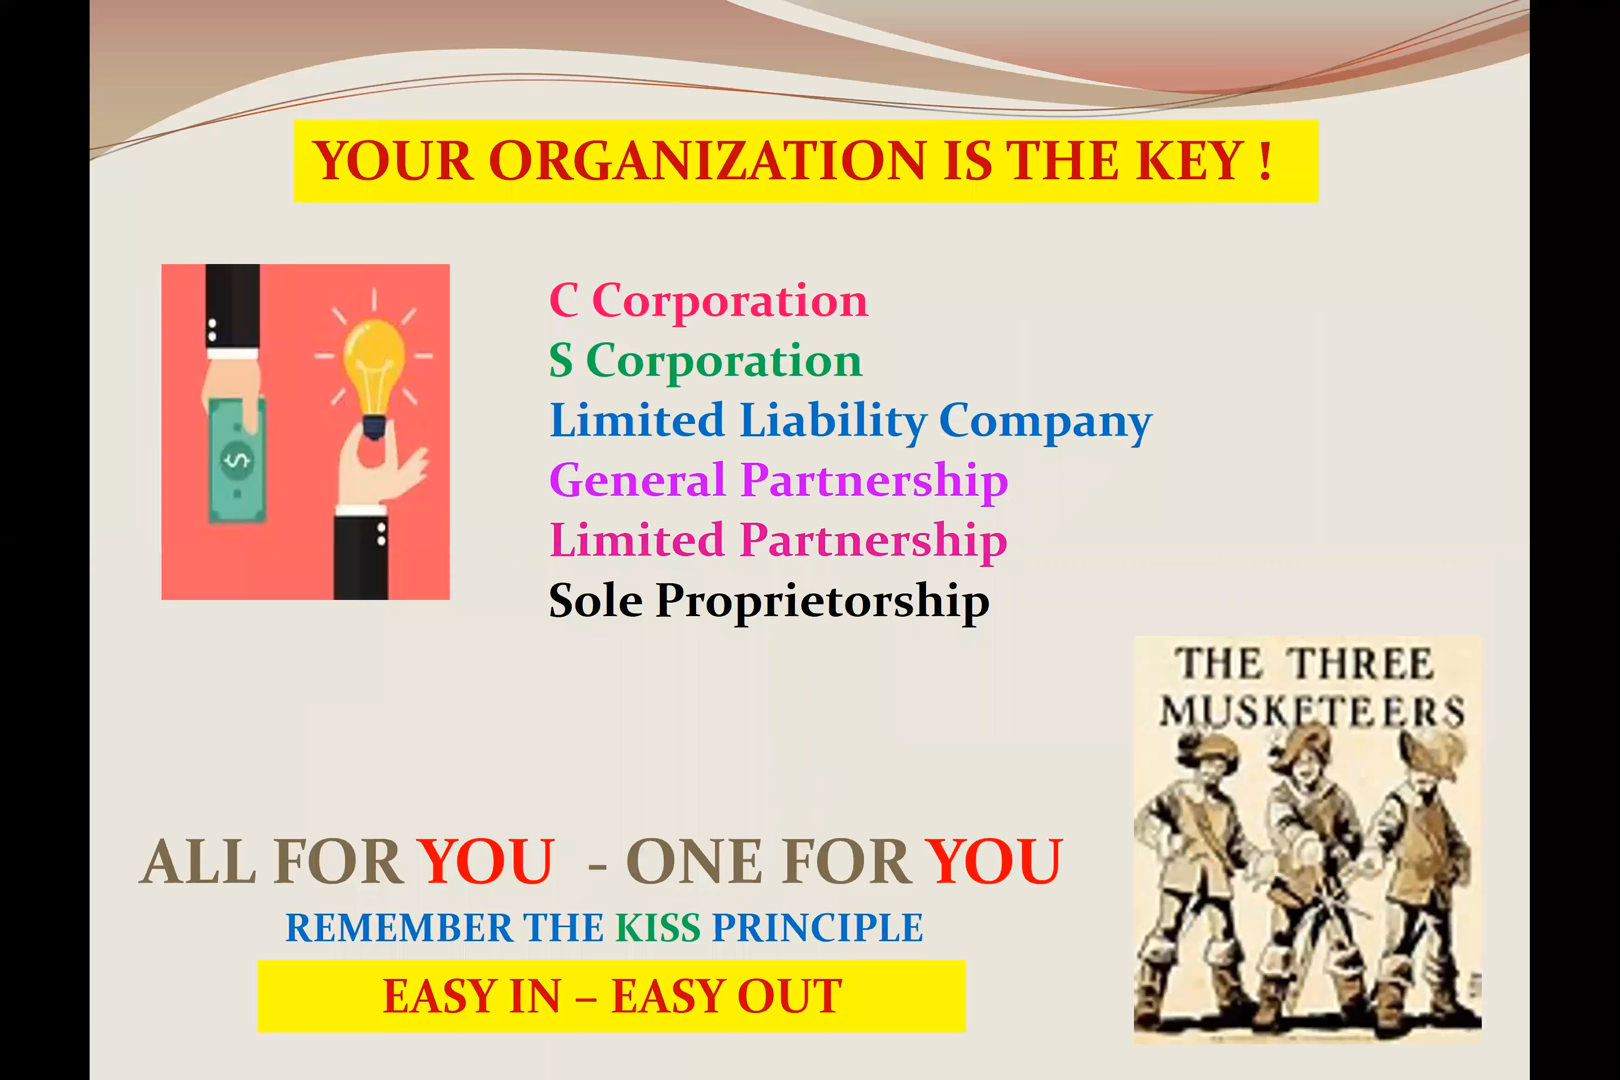 YOUR ORGANIZATION IS THE KEY !
C Corporation
S Corporation
Limited Liability Company
General Partnership
Limited Partnership
Sole Proprietorship
$
THE THREE
MUSKETEERS
ALL FOR YOU - ONE FOR YOU
REMEMBER THE KISS PRINCIPLE
EASY IN – EASY OUT